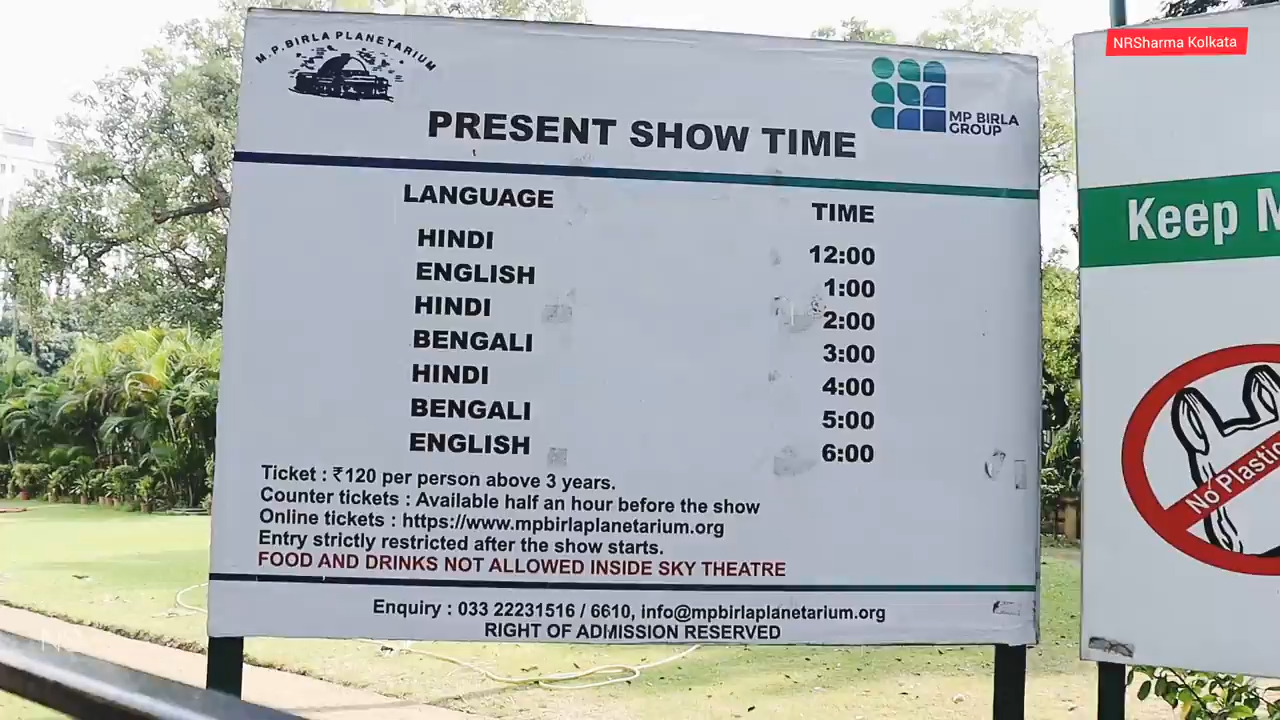 M.P.BIRLA PLANETARIUM
MP BIRLA
GROUP
PRESENT SHOW TIME
LANGUAGE TIME
HINDI 12:00
ENGLISH 1:00
HINDI 2:00
BENGALI 3:00
HINDI 4:00
BENGALI 5:00
ENGLISH 6:00
Ticket : ₹120 per person above 3 years.
Counter tickets : Available half an hour before the show
Online tickets : https://www.mpbirlaplanetarium.org
Entry strictly restricted after the show starts.
FOOD AND DRINKS NOT ALLOWED INSIDE SKY THEATRE
Enquiry : 033 22231516 / 6610, info@mpbirlaplanetarium.org
RIGHT OF ADMISSION RESERVED
NRSharma Kolkata
Keep
No Plastic